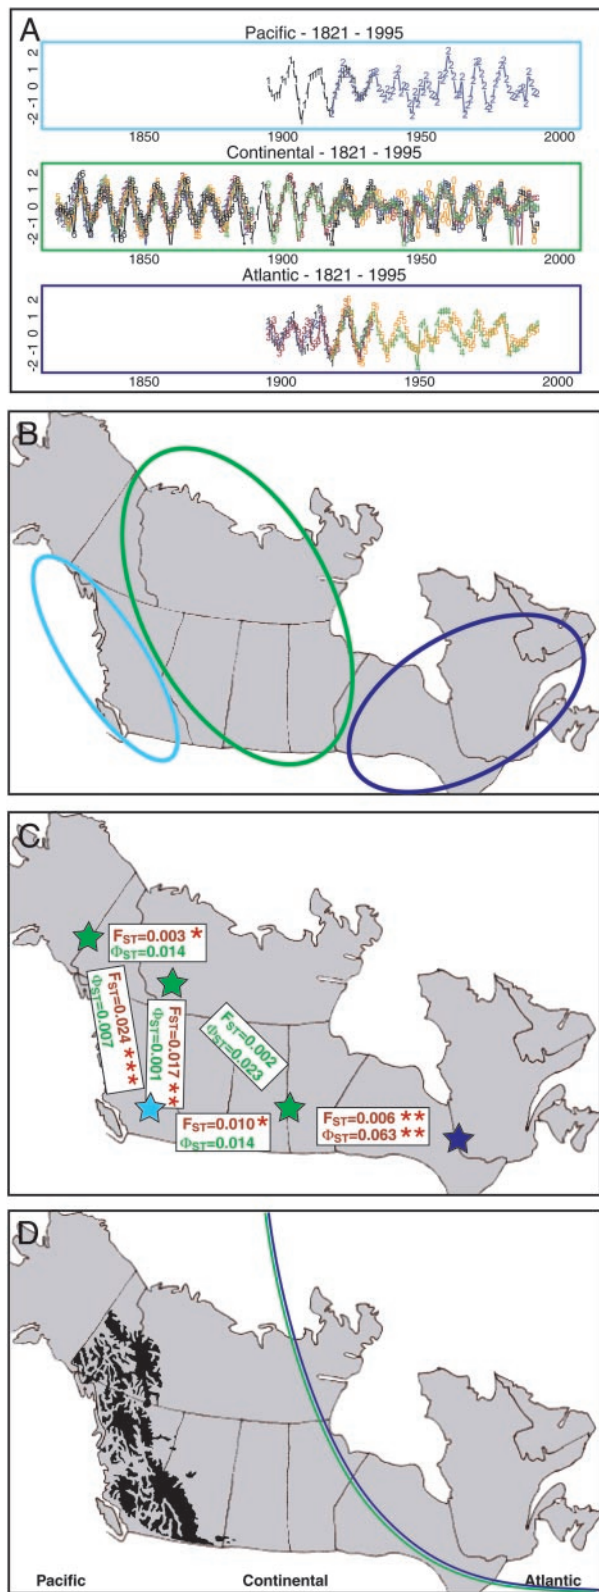 A
Pacific - 1821 - 1995
2
1
0
-1
-2
1850 1900 1950 2000
Continental - 1821 - 1995
2
1
0
-1
-2
1850 1900 1950 2000
Atlantic - 1821 - 1995
2
1
0
-1
-2
1850 1900 1950 2000
B
C
FST=0.003 *
ΦST=0.014
FST=0.024 ***
ΦST=0.007
FST=0.017 **
ΦST=0.001
FST=0.002
ΦST=0.023
FST=0.010 *
ΦST=0.014
FST=0.006 **
ΦST=0.063 **
D
Pacific Continental Atlantic